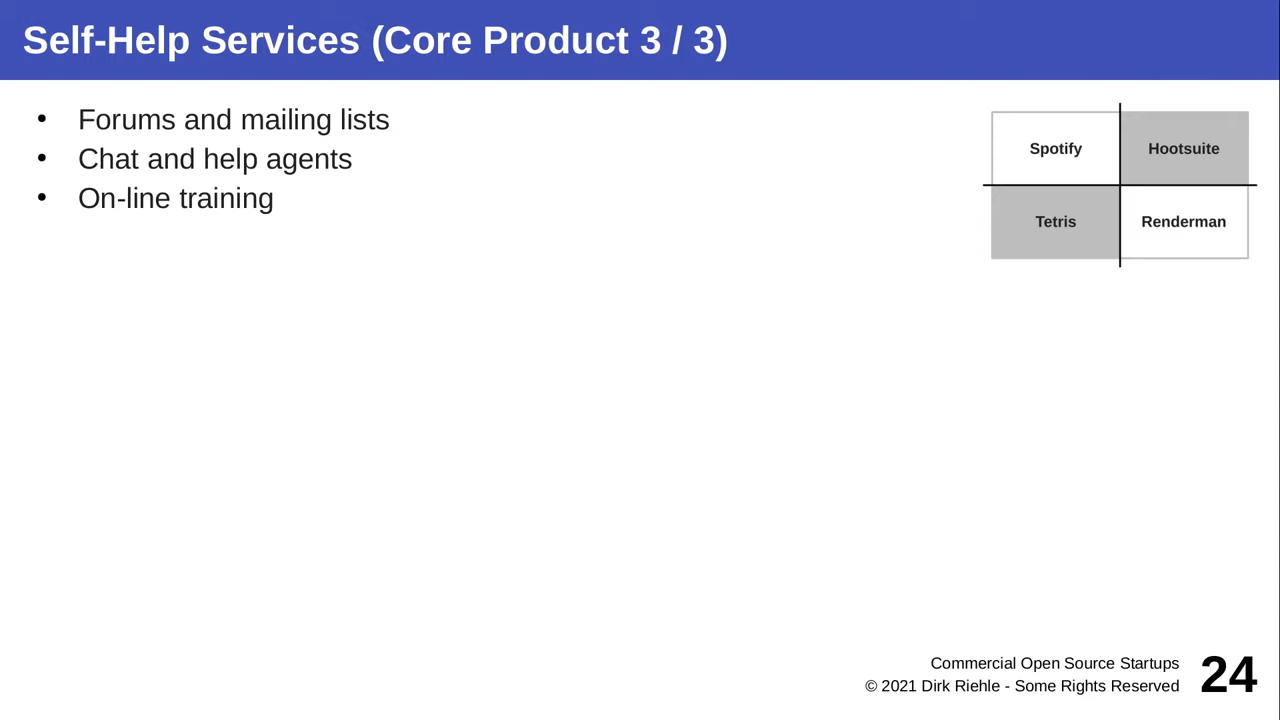 Self-Help Services (Core Product 3 / 3)
• Forums and mailing lists
• Chat and help agents
• On-line training
Spotify
Hootsuite
Tetris
Renderman
Commercial Open Source Startups
© 2021 Dirk Riehle - Some Rights Reserved
24